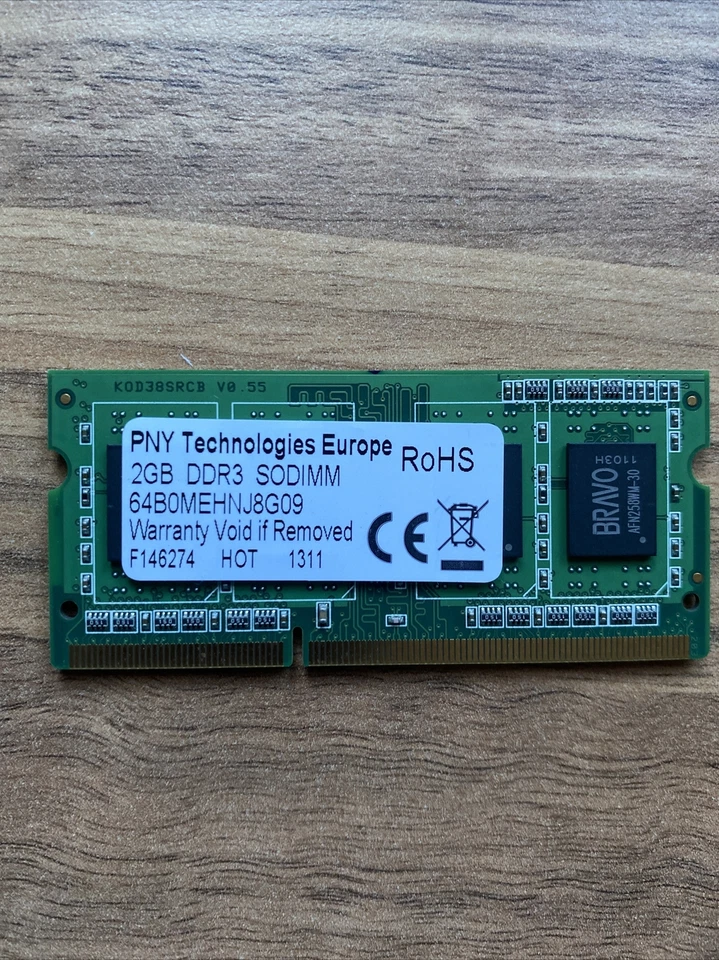 KOD38SRCB V0.55
PNY Technologies Europe
RoHS
2GB DDR3 SODIMM
64B0MEHNJ8G09
Warranty Void if Removed
F146274 HOT 1311
CE
BRAVO
1103H
AFN256WM-30